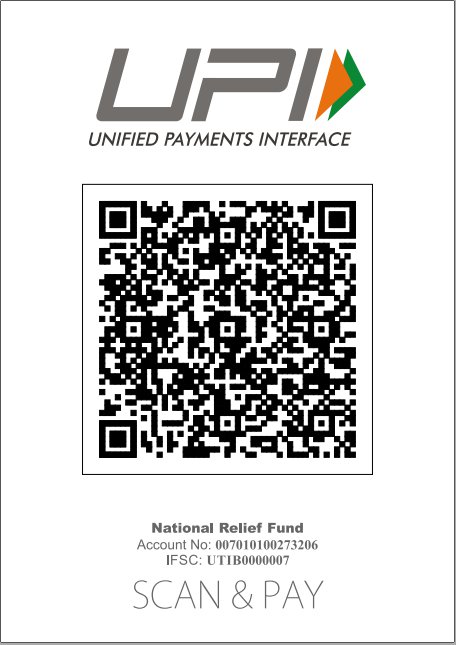 UPI
UNIFIED PAYMENTS INTERFACE
National Relief Fund
Account No: 007010100273206
IFSC: UTIB0000007
SCAN & PAY